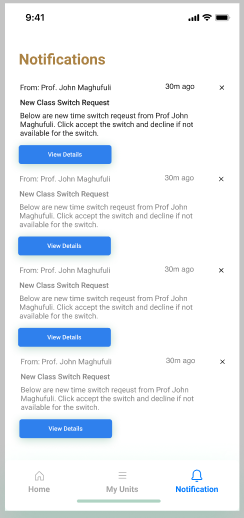 9:41
Notifications
From: Prof. John Maghufuli 30m ago ×
New Class Switch Request
Below are new time switch reqeust from Prof John
Maghufuli. Click accept the switch and decline if not
available for the switch.
View Details
From: Prof. John Maghufuli 30m ago ×
New Class Switch Request
Below are new time switch reqeust from Prof John
Maghufuli. Click accept the switch and decline if not
available for the switch.
View Details
From: Prof. John Maghufuli 30m ago ×
New Class Switch Request
Below are new time switch reqeust from Prof John
Maghufuli. Click accept the switch and decline if not
available for the switch.
View Details
From: Prof. John Maghufuli 30m ago ×
New Class Switch Request
Below are new time switch reqeust from Prof John
Maghufuli. Click accept the switch and decline if not
available for the switch.
View Details
Home My Units Notification